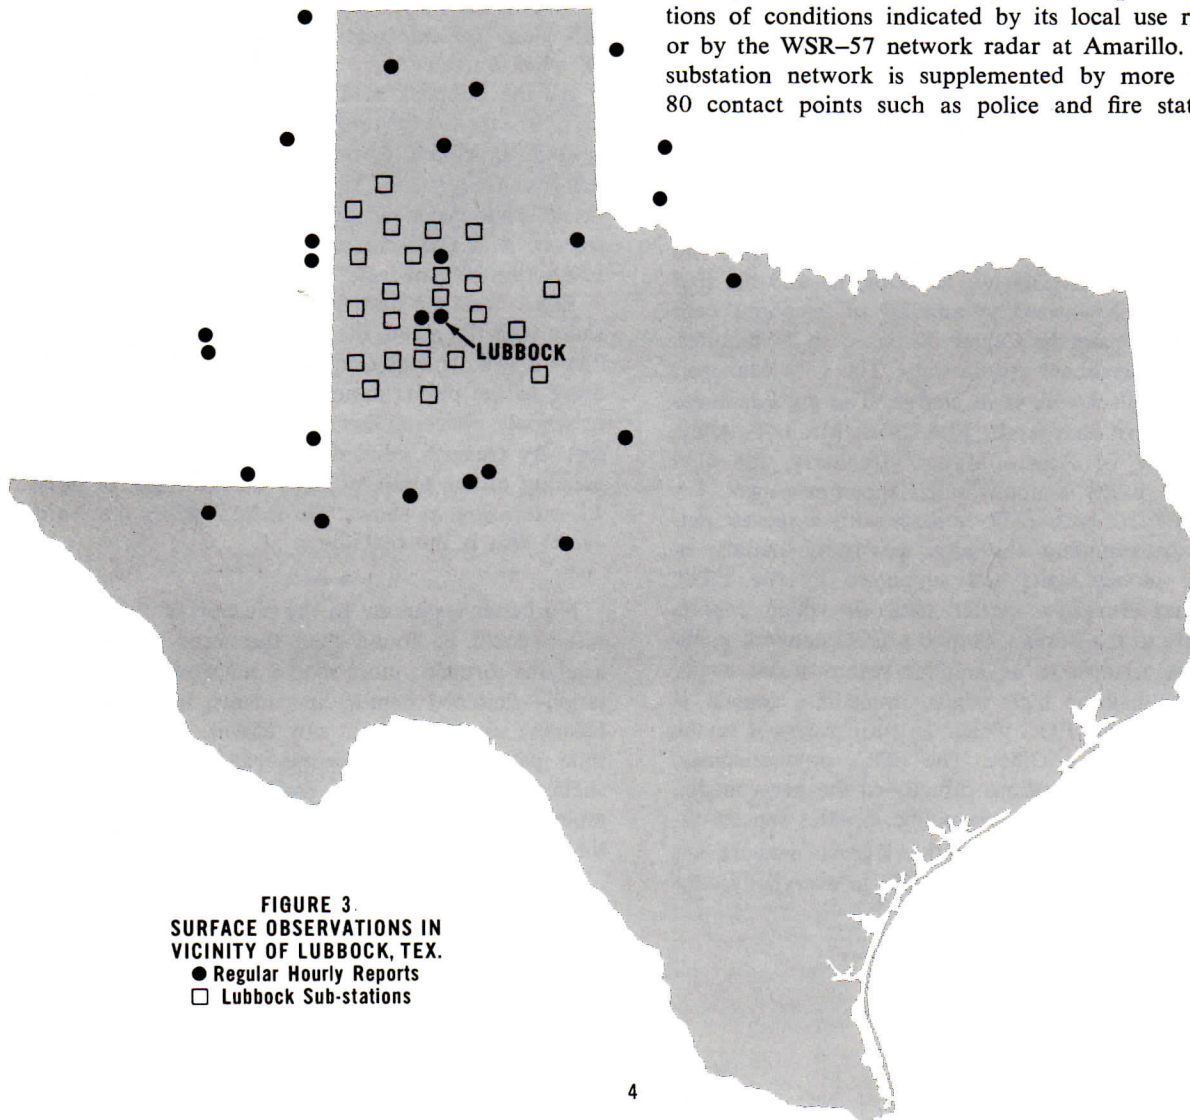 tions of conditions indicated by its local use r
or by the WSR–57 network radar at Amarillo.
substation network is supplemented by more
80 contact points such as police and fire stat
LUBBOCK
FIGURE 3.
SURFACE OBSERVATIONS IN
VICINITY OF LUBBOCK, TEX.
● Regular Hourly Reports
□ Lubbock Sub-stations
4